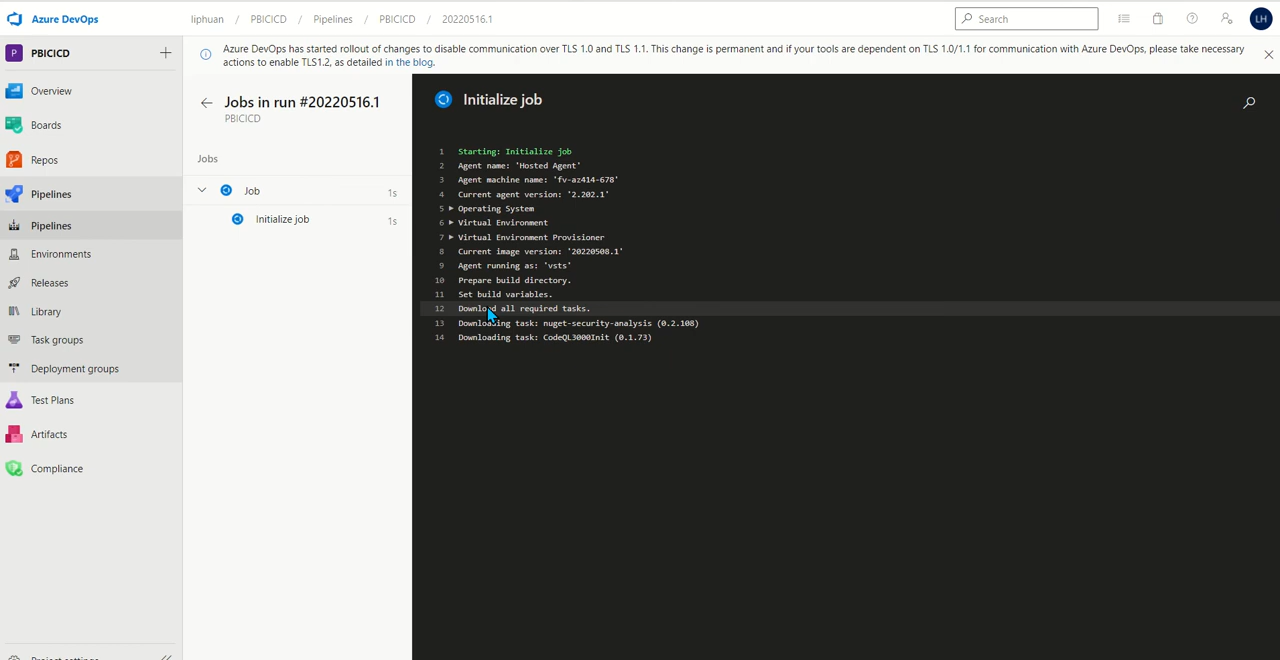 Azure DevOps
liphuan / PBICICD / Pipelines / PBICICD / 20220516.1
Search
LH
P PBICICD
Overview
Boards
Repos
Pipelines
Pipelines
Environments
Releases
Library
Task groups
Deployment groups
Test Plans
Artifacts
Compliance
Project settings
Azure DevOps has started rollout of changes to disable communication over TLS 1.0 and TLS 1.1. This change is permanent and if your tools are dependent on TLS 1.0/1.1 for communication with Azure DevOps, please take necessary
actions to enable TLS1.2, as detailed in the blog.
Jobs in run #20220516.1
PBICICD
Jobs
Job 1s
Initialize job 1s
Initialize job
1 Starting: Initialize job
2 Agent name: 'Hosted Agent'
3 Agent machine name: 'fv-az414-678'
4 Current agent version: '2.202.1'
5 Operating System
6 Virtual Environment
7 Virtual Environment Provisioner
8 Current image version: '20220508.1'
9 Agent running as: 'vsts'
10 Prepare build directory.
11 Set build variables.
12 Download all required tasks.
13 Downloading task: nuget-security-analysis (0.2.108)
14 Downloading task: CodeQL3000Init (0.1.73)